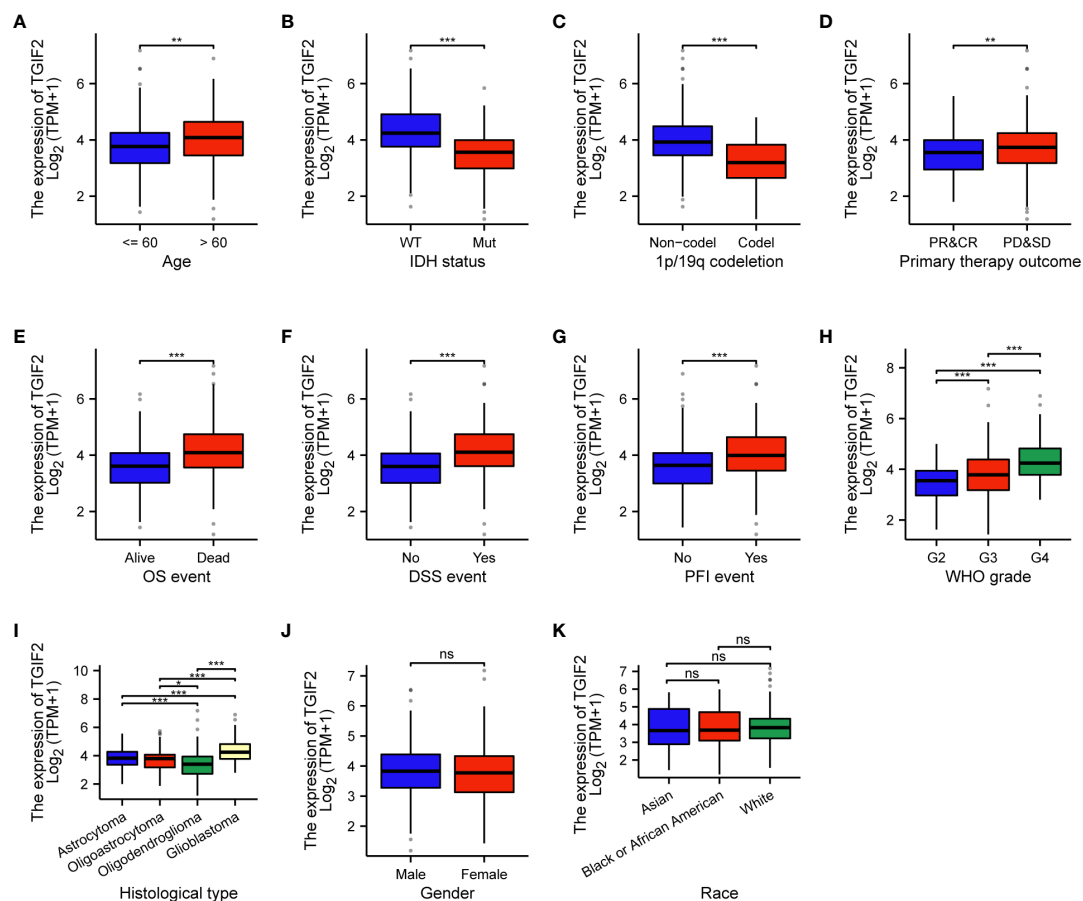 A
The expression of TGIF2
Log2 (TPM+1)
**
6
4
2
<= 60 > 60
Age
B
The expression of TGIF2
Log2 (TPM+1)
***
6
4
2
WT Mut
IDH status
C
The expression of TGIF2
Log2 (TPM+1)
***
6
4
2
Non−codel Codel
1p/19q codeletion
D
The expression of TGIF2
Log2 (TPM+1)
**
6
4
2
PR&CR PD&SD
Primary therapy outcome
E
The expression of TGIF2
Log2 (TPM+1)
***
6
4
2
Alive Dead
OS event
F
The expression of TGIF2
Log2 (TPM+1)
***
6
4
2
No Yes
DSS event
G
The expression of TGIF2
Log2 (TPM+1)
***
6
4
2
No Yes
PFI event
H
The expression of TGIF2
Log2 (TPM+1)
***
***
***
8
6
4
2
G2 G3 G4
WHO grade
I
The expression of TGIF2
Log2 (TPM+1)
***
***
*
***
***
10
8
6
4
2
Astrocytoma
Oligoastrocytoma
Oligodendroglioma
Glioblastoma
Histological type
J
The expression of TGIF2
Log2 (TPM+1)
ns
7
6
5
4
3
2
1
Male Female
Gender
K
The expression of TGIF2
Log2 (TPM+1)
ns
ns
ns
7
6
5
4
3
2
Asian
Black or African American
White
Race